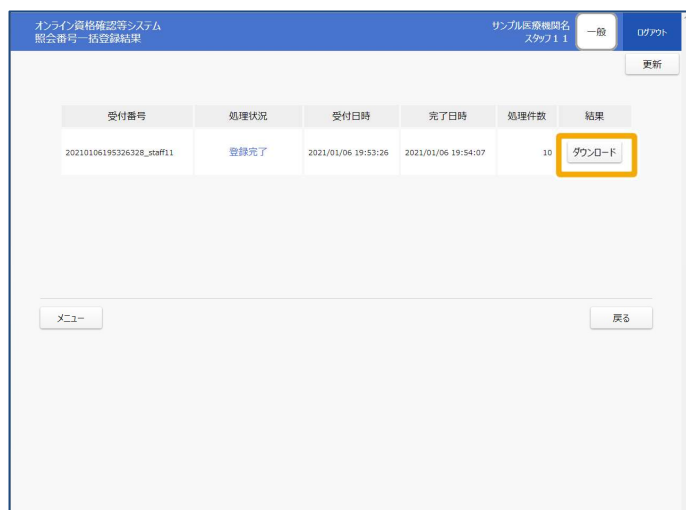 オンライン資格確認等システム
照会番号一括登録結果
サンプル医療機関名
スタッフ１１
一般
ログアウト
更新
受付番号 処理状況 受付日時 完了日時 処理件数 結果
20210106195326328_staff11 登録完了 2021/01/06 19:53:26 2021/01/06 19:54:07 10 ダウンロード
メニュー 戻る